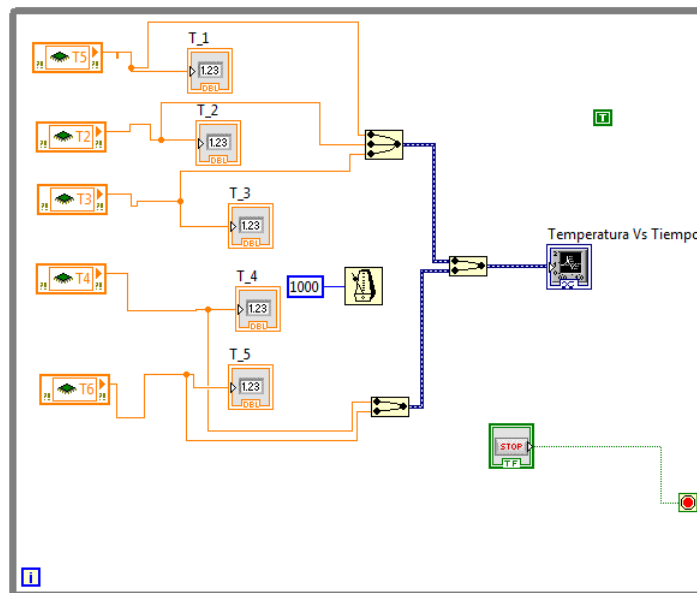 T5
T_1
1.23
DBL
T2
T_2
1.23
DBL
T
T3
T_3
1.23
DBL
Temperatura Vs Tiempo
T4
T_4
1.23
DBL
1000
T6
T_5
1.23
DBL
STOP
TF
i